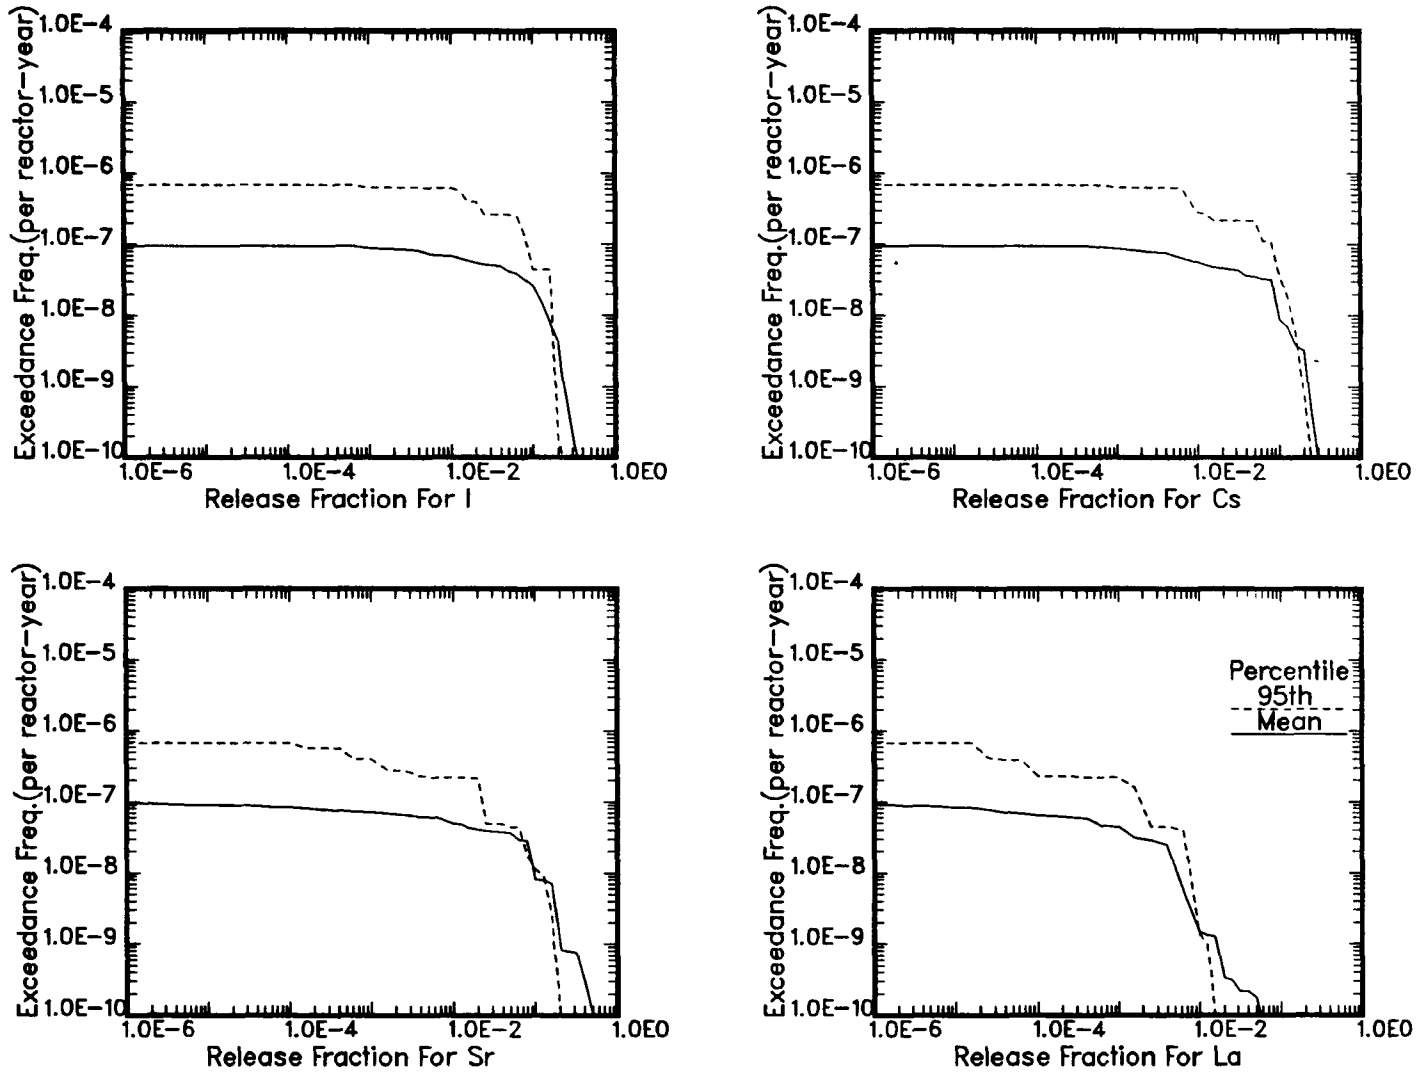 Exceedance Freq.(per reactor-year)
1.0E-4
1.0E-5
1.0E-6
1.0E-7
1.0E-8
1.0E-9
1.0E-10
1.0E-6 1.0E-4 1.0E-2 1.0E0
Release Fraction For I
Exceedance Freq.(per reactor-year)
1.0E-4
1.0E-5
1.0E-6
1.0E-7
1.0E-8
1.0E-9
1.0E-10
1.0E-6 1.0E-4 1.0E-2 1.0E0
Release Fraction For Cs
Exceedance Freq.(per reactor-year)
1.0E-4
1.0E-5
1.0E-6
1.0E-7
1.0E-8
1.0E-9
1.0E-10
1.0E-6 1.0E-4 1.0E-2 1.0E0
Release Fraction For Sr
Exceedance Freq.(per reactor-year)
1.0E-4
1.0E-5
1.0E-6
1.0E-7
1.0E-8
1.0E-9
1.0E-10
Percentile
95th
Mean
1.0E-6 1.0E-4 1.0E-2 1.0E0
Release Fraction For La